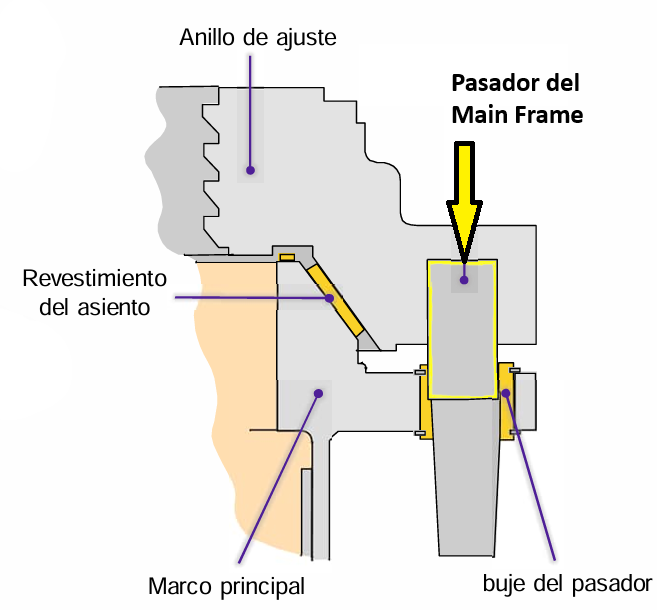 Anillo de ajuste
Pasador del
Main Frame
Revestimiento
del asiento
Marco principal
buje del pasador